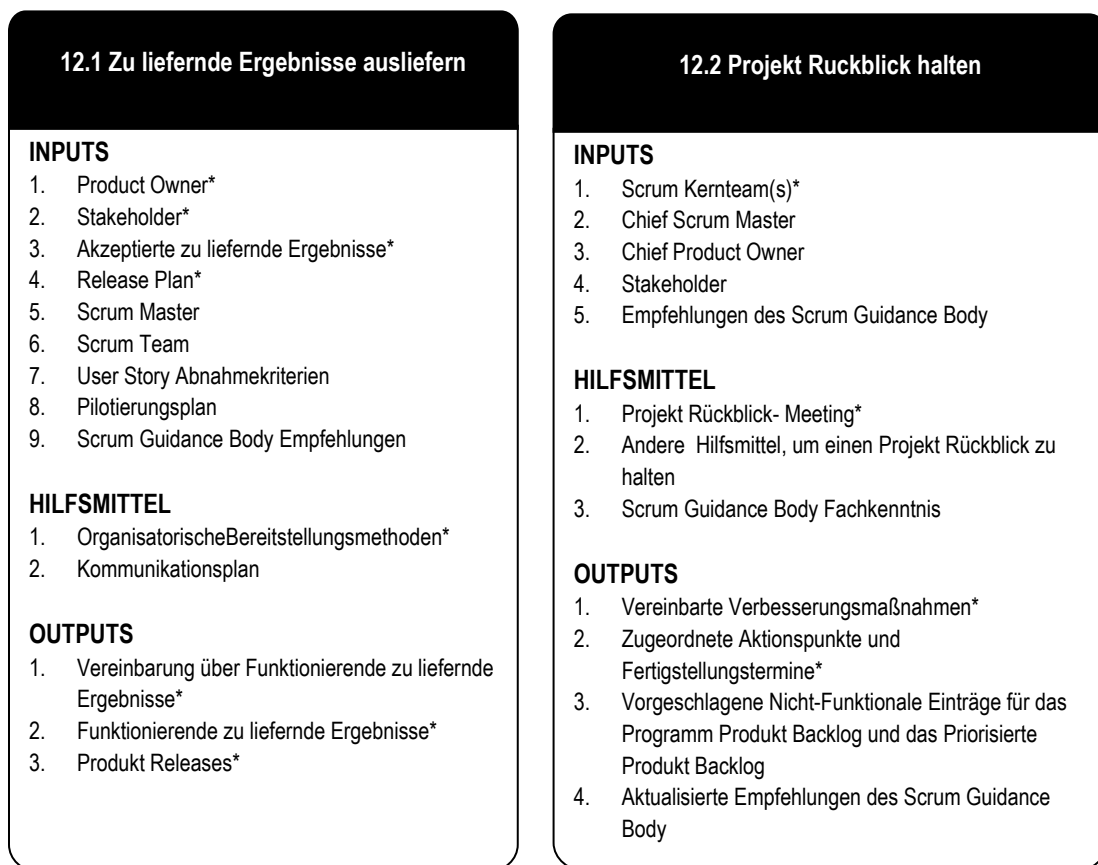 12.1 Zu liefernde Ergebnisse ausliefern
INPUTS
1. Product Owner*
2. Stakeholder*
3. Akzeptierte zu liefernde Ergebnisse*
4. Release Plan*
5. Scrum Master
6. Scrum Team
7. User Story Abnahmekriterien
8. Pilotierungsplan
9. Scrum Guidance Body Empfehlungen
HILFSMITTEL
1. OrganisatorischeBereitstellungsmethoden*
2. Kommunikationsplan
OUTPUTS
1. Vereinbarung über Funktionierende zu liefernde
Ergebnisse*
2. Funktionierende zu liefernde Ergebnisse*
3. Produkt Releases*
12.2 Projekt Ruckblick halten
INPUTS
1. Scrum Kernteam(s)*
2. Chief Scrum Master
3. Chief Product Owner
4. Stakeholder
5. Empfehlungen des Scrum Guidance Body
HILFSMITTEL
1. Projekt Rückblick- Meeting*
2. Andere Hilfsmittel, um einen Projekt Rückblick zu
halten
3. Scrum Guidance Body Fachkenntnis
OUTPUTS
1. Vereinbarte Verbesserungsmaßnahmen*
2. Zugeordnete Aktionspunkte und
Fertigstellungstermine*
3. Vorgeschlagene Nicht-Funktionale Einträge für das
Programm Produkt Backlog und das Priorisierte
Produkt Backlog
4. Aktualisierte Empfehlungen des Scrum Guidance
Body